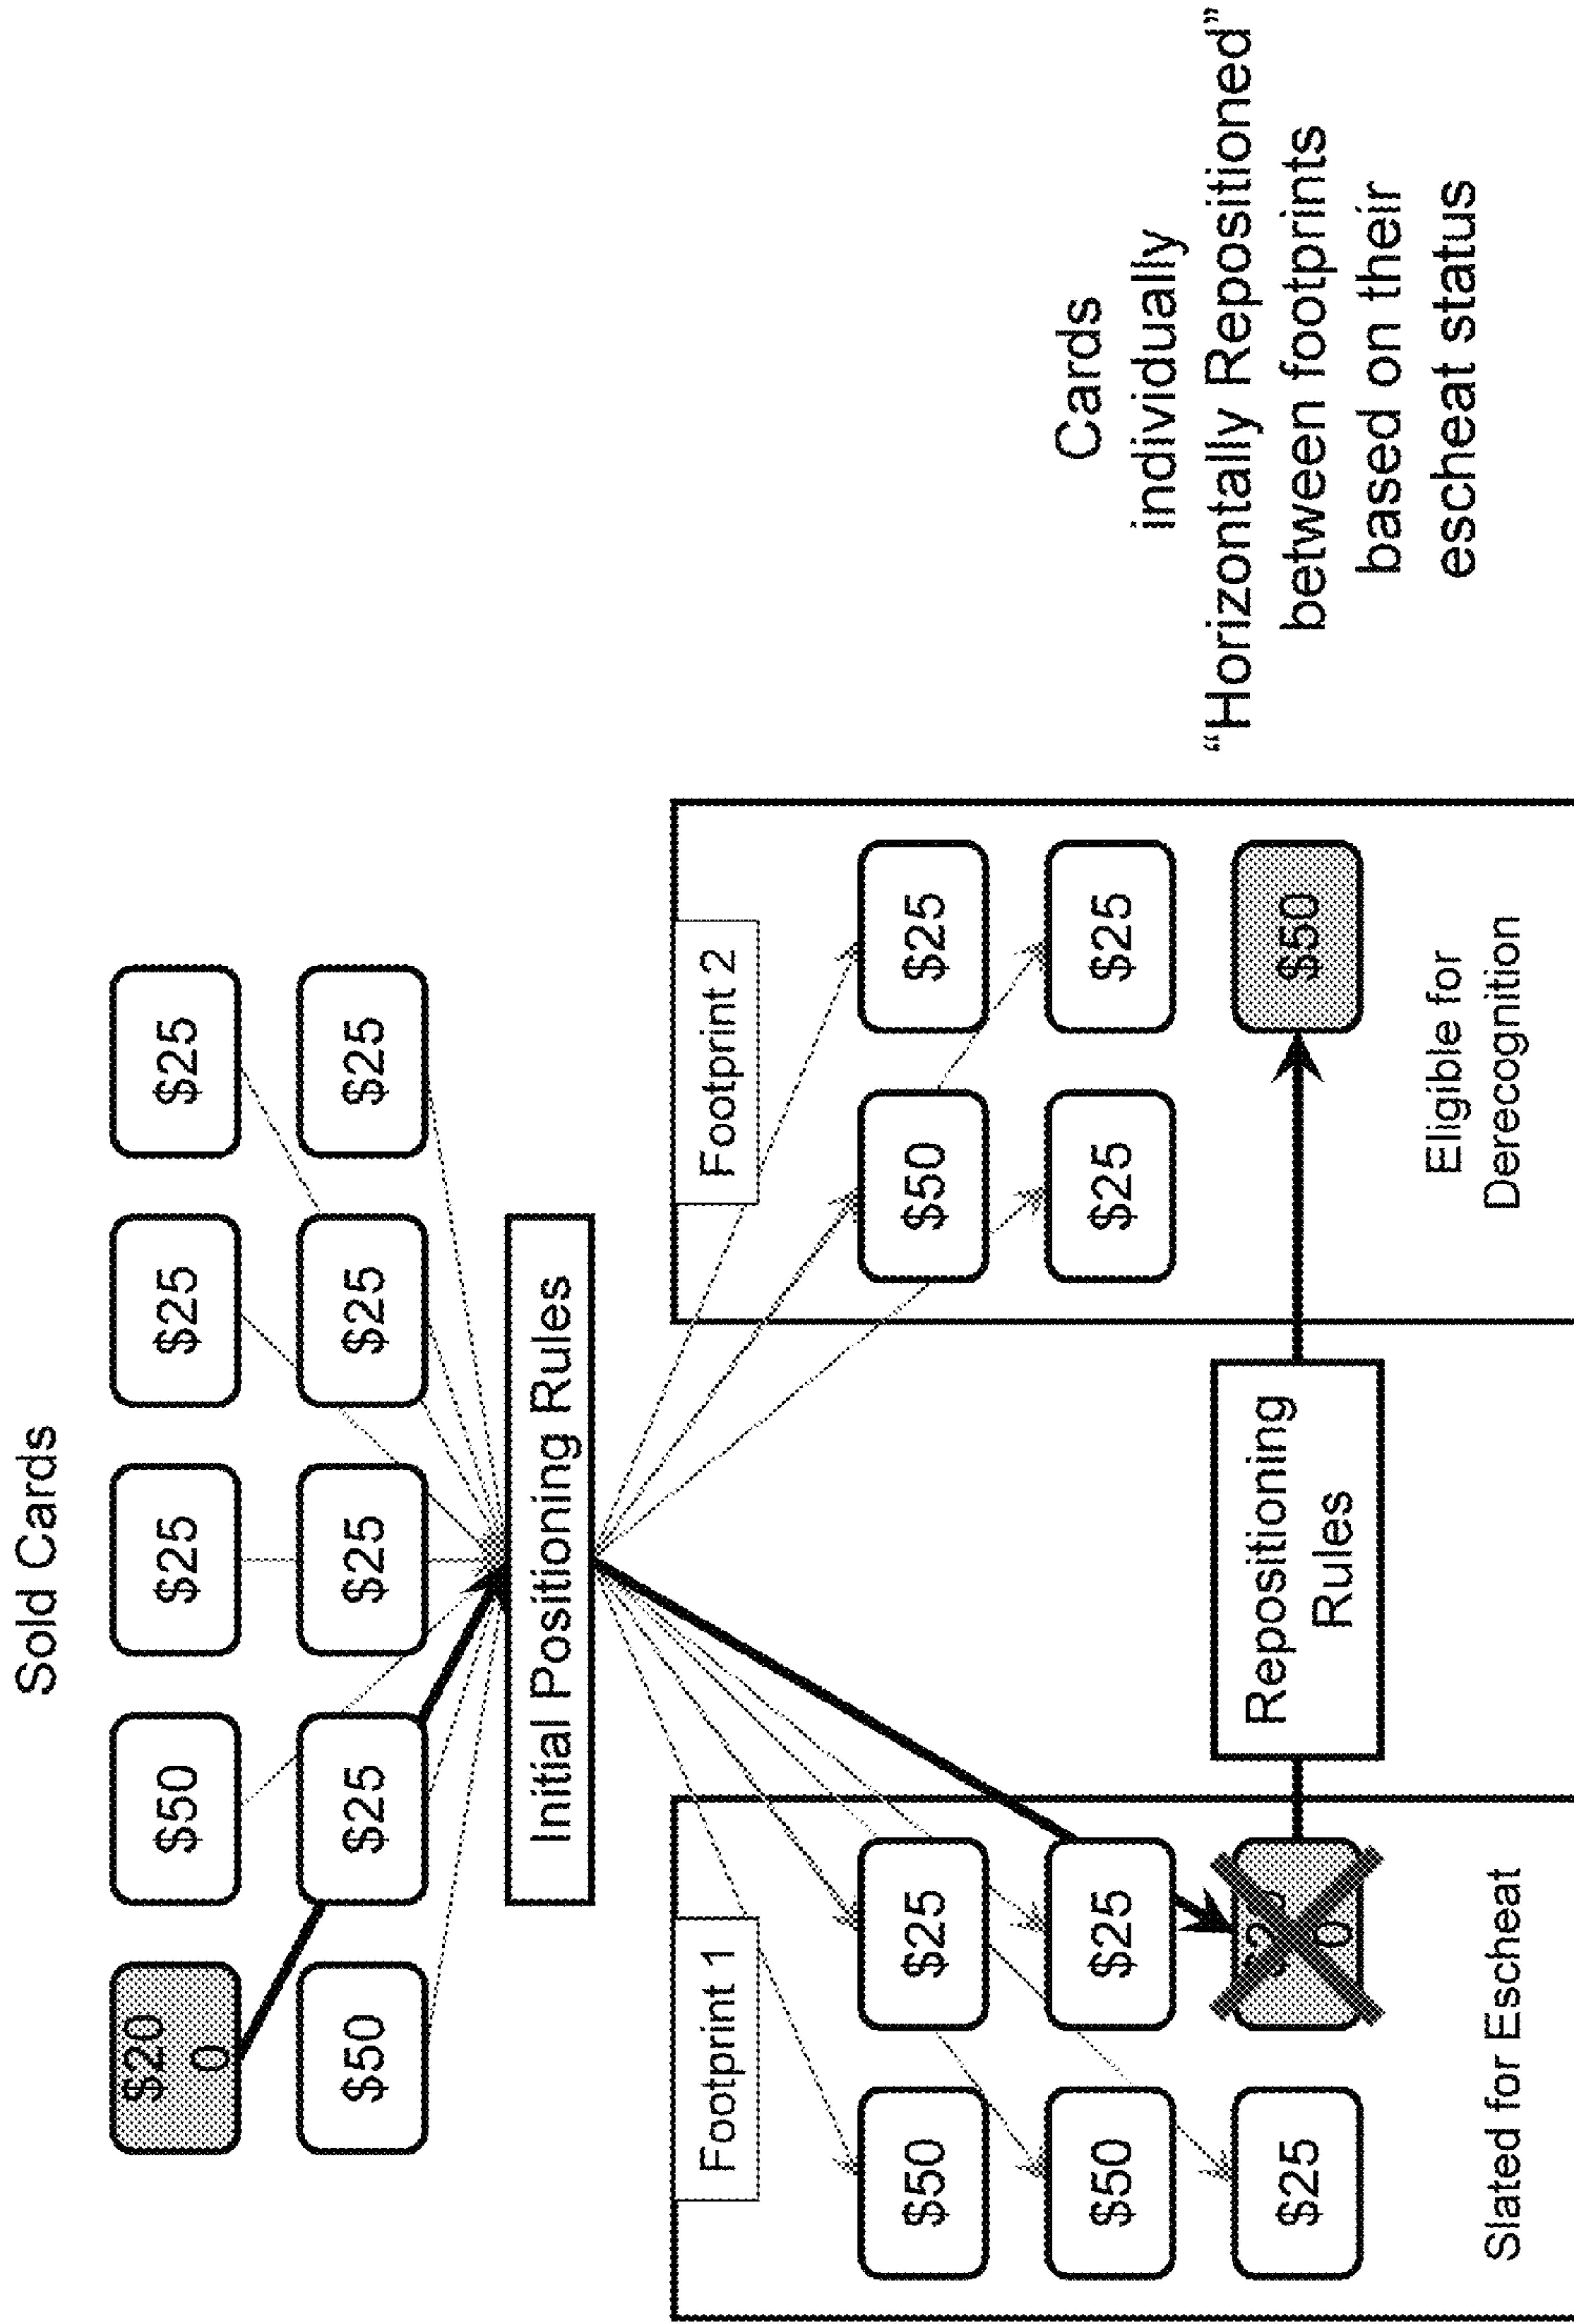 Sold Cards
$20
0
$50
$25
$25
$25
$50
$25
$25
$25
$25
Initial Positioning Rules
Footprint 1
$50
$25
$50
$25
$25
0
Slated for Escheat
Repositioning
Rules
Footprint 2
$50
$25
$25
$25
$50
Eligible for
Derecognition
Cards
individually
“Horizontally Repositioned”
between footprints
based on their
escheat status